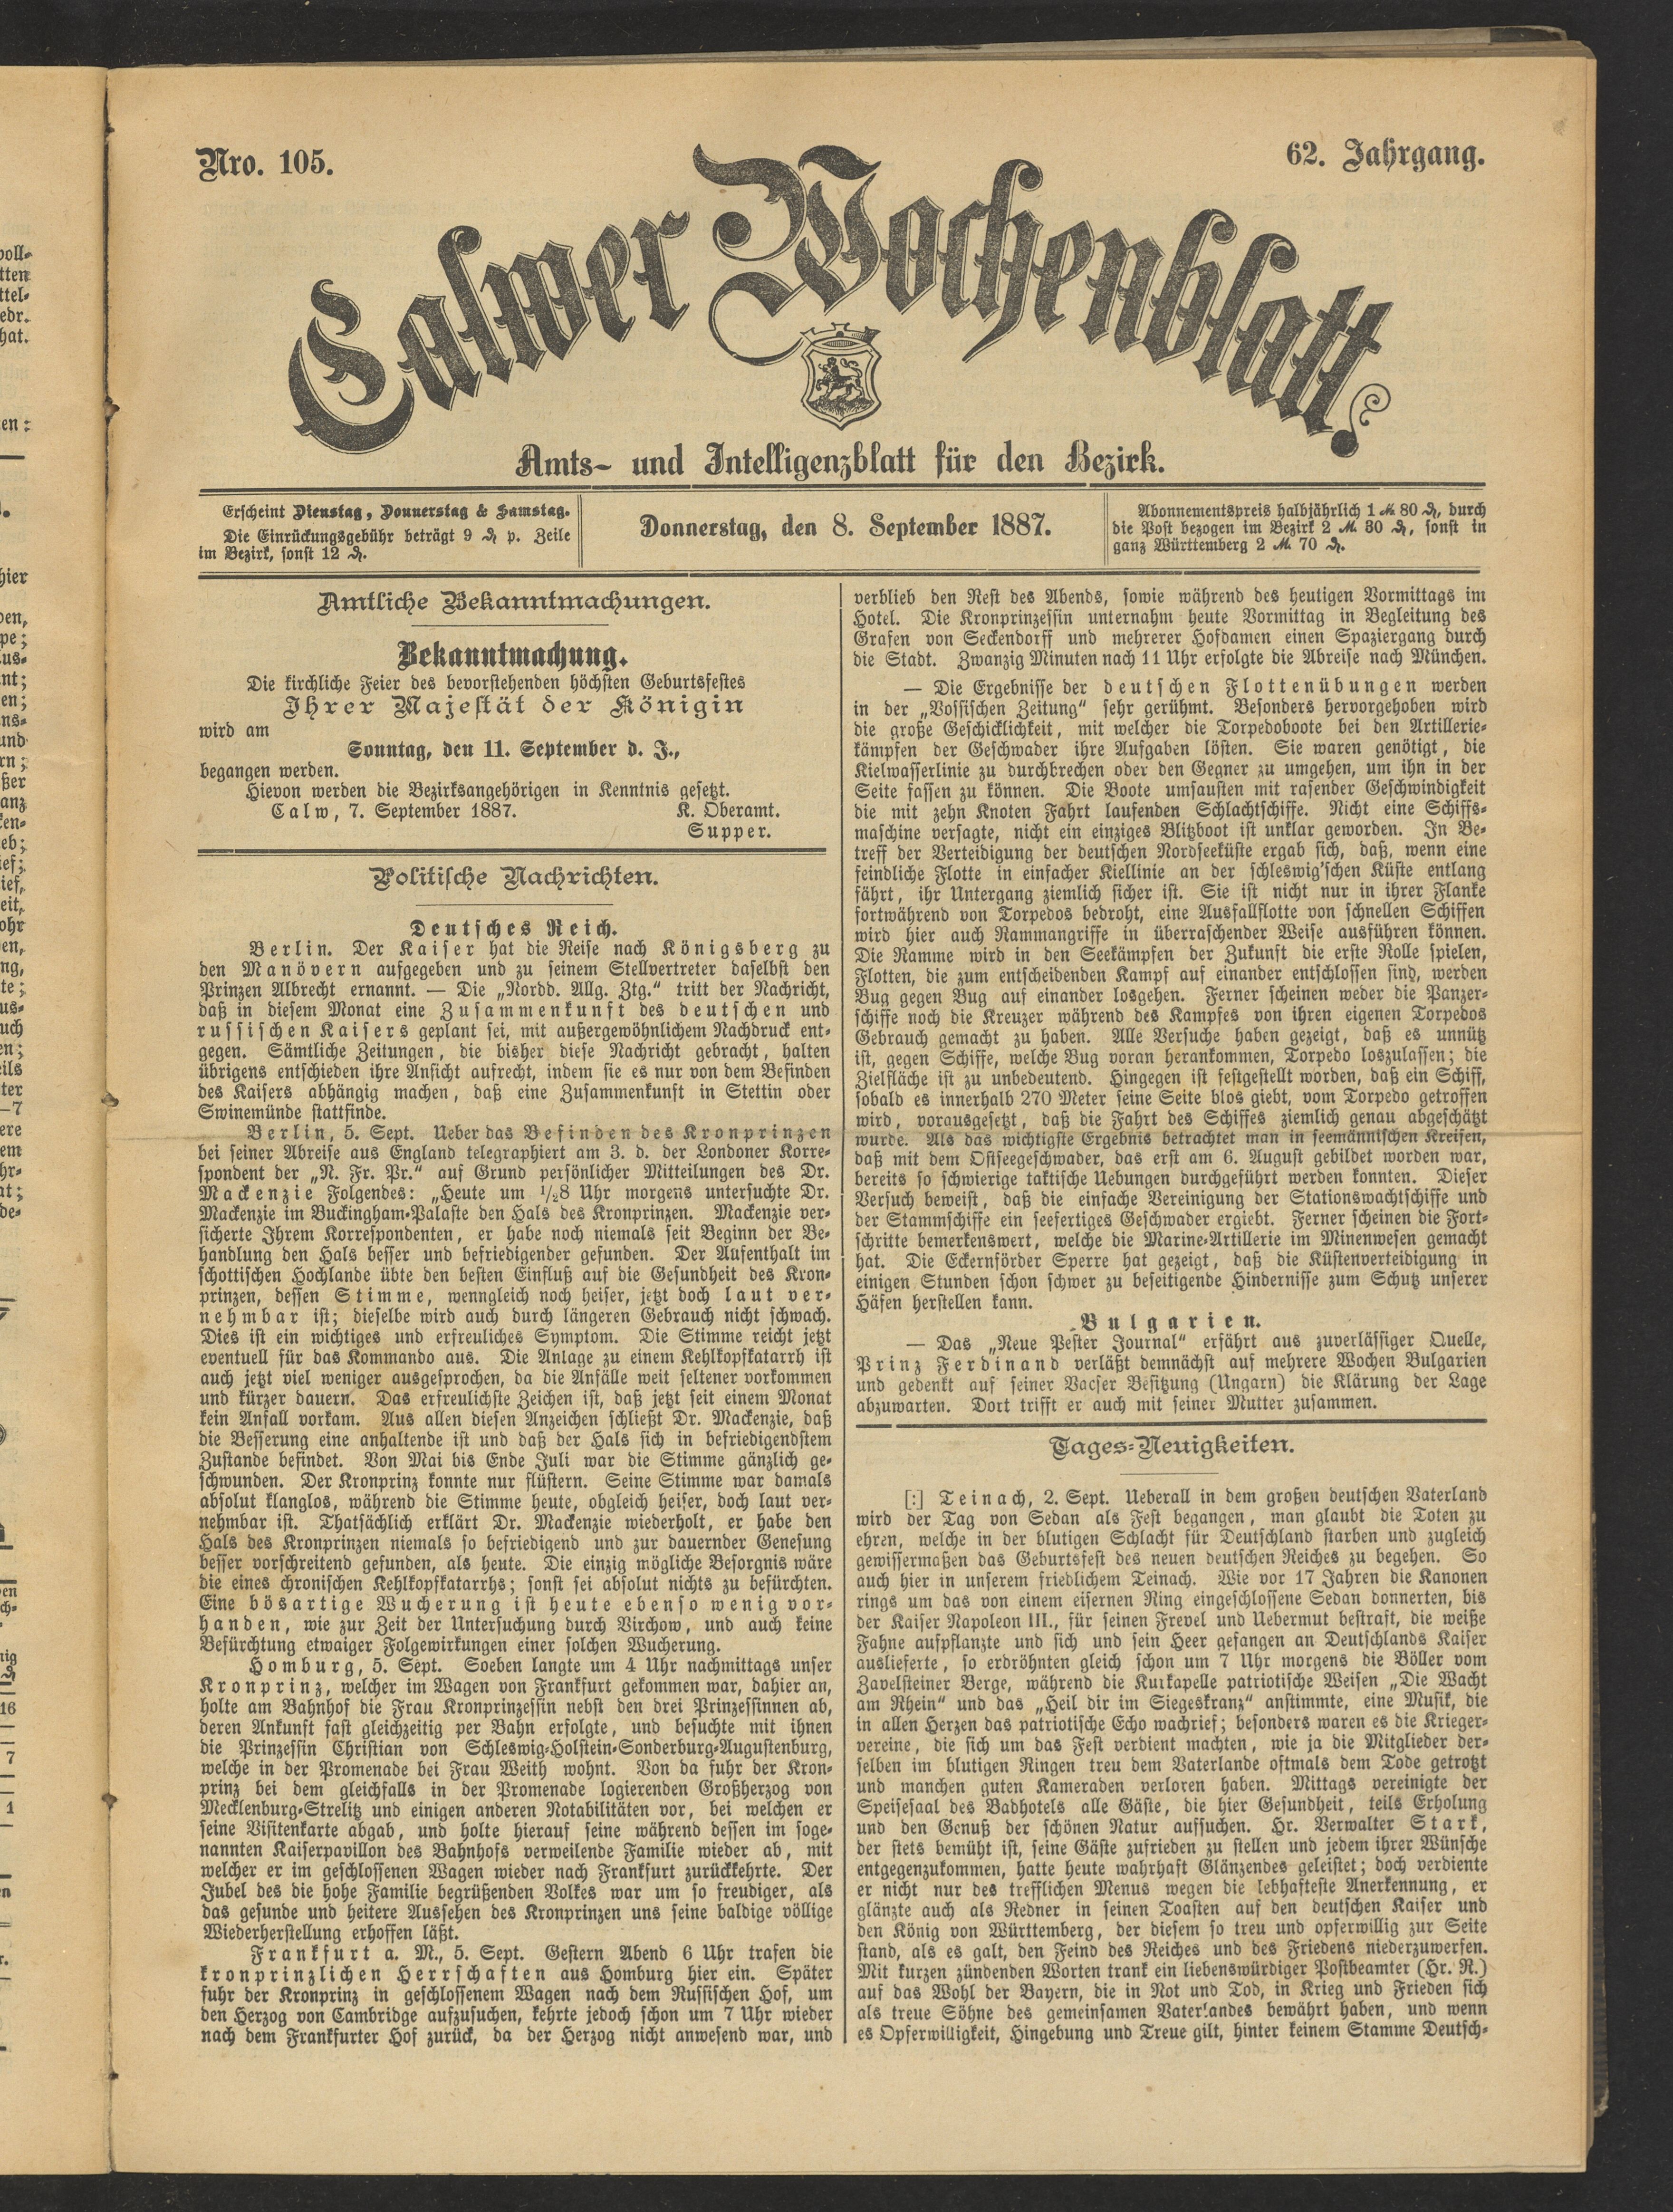 Nro. 105.
62. Jahrgang.
Calwer Wochenblatt.
Amts- und Intelligenzblatt für den Bezirk.
Erscheint Dienstag, Donnerstag & Samstag.
Die Einrückungsgebühr beträgt 9 ₰ p. Zeile
im Bezirk, sonst 12 ₰.
Donnerstag, den 8. September 1887.
Abonnementspreis halbjährlich 1 ℳ 80 ₰, durch
die Post bezogen im Bezirk 2 ℳ 30 ₰, sonst in
ganz Württemberg 2 ℳ 70 ₰.
Amtliche Bekanntmachungen.
Bekanntmachung.
Die kirchliche Feier des bevorstehenden höchsten Geburtsfestes
Ihrer Majestät der Königin
wird am
Sonntag, den 11. September d. J.,
begangen werden.
Hievon werden die Bezirksangehörigen in Kenntnis gesetzt.
Calw, 7. September 1887. K. Oberamt.
Supper.
Politische Nachrichten.
Deutsches Reich.
Berlin. Der Kaiser hat die Reise nach Königsberg zu
den Manövern aufgegeben und zu seinem Stellvertreter daselbst den
Prinzen Albrecht ernannt. — Die „Nordd. Allg. Ztg.“ tritt der Nachricht,
daß in diesem Monat eine Zusammenkunft des deutschen und
russischen Kaisers geplant sei, mit außergewöhnlichem Nachdruck ent-
gegen. Sämtliche Zeitungen, die bisher diese Nachricht gebracht, halten
übrigens entschieden ihre Ansicht aufrecht, indem sie es nur von dem Befinden
des Kaisers abhängig machen, daß eine Zusammenkunft in Stettin oder
Swinemünde stattfinde.
Berlin, 5. Sept. Ueber das Befinden des Kronprinzen
bei seiner Abreise aus England telegraphiert am 3. d. der Londoner Korre-
spondent der „N. Fr. Pr.“ auf Grund persönlicher Mitteilungen des Dr.
Mackenzie Folgendes: „Heute um 1/28 Uhr morgens untersuchte Dr.
Mackenzie im Buckingham-Palaste den Hals des Kronprinzen. Mackenzie ver-
sicherte Ihrem Korrespondenten, er habe noch niemals seit Beginn der Be-
handlung den Hals besser und befriedigender gefunden. Der Aufenthalt im
schottischen Hochlande übte den besten Einfluß auf die Gesundheit des Kron-
prinzen, dessen Stimme, wenngleich noch heiser, jetzt doch laut ver-
nehmbar ist; dieselbe wird auch durch längeren Gebrauch nicht schwach.
Dies ist ein wichtiges und erfreuliches Symptom. Die Stimme reicht jetzt
eventuell für das Kommando aus. Die Anlage zu einem Kehlkopfkatarrh ist
auch jetzt viel weniger ausgesprochen, da die Anfälle weit seltener vorkommen
und kürzer dauern. Das erfreulichste Zeichen ist, daß jetzt seit einem Monat
kein Anfall vorkam. Aus allen diesen Anzeichen schließt Dr. Mackenzie, daß
die Besserung eine anhaltende ist und daß der Hals sich in befriedigendstem
Zustande befindet. Von Mai bis Ende Juli war die Stimme gänzlich ge-
schwunden. Der Kronprinz konnte nur flüstern. Seine Stimme war damals
absolut klanglos, während die Stimme heute, obgleich heiser, doch laut ver-
nehmbar ist. Thatsächlich erklärt Dr. Mackenzie wiederholt, er habe den
Hals des Kronprinzen niemals so befriedigend und zur dauernder Genesung
besser vorschreitend gefunden, als heute. Die einzig mögliche Besorgnis wäre
die eines chronischen Kehlkopfkatarrhs; sonst sei absolut nichts zu befürchten.
Eine bösartige Wucherung ist heute ebenso wenig vor-
handen, wie zur Zeit der Untersuchung durch Virchow, und auch keine
Befürchtung etwaiger Folgewirkungen einer solchen Wucherung.
Homburg, 5. Sept. Soeben langte um 4 Uhr nachmittags unser
Kronprinz, welcher im Wagen von Frankfurt gekommen war, dahier an,
holte am Bahnhof die Frau Kronprinzessin nebst den drei Prinzessinnen ab,
deren Ankunft fast gleichzeitig per Bahn erfolgte, und besuchte mit ihnen
die Prinzessin Christian von Schleswig-Holstein-Sonderburg-Augustenburg,
welche in der Promenade bei Frau Weith wohnt. Von da fuhr der Kron-
prinz bei dem gleichfalls in der Promenade logierenden Großherzog von
Mecklenburg-Strelitz und einigen anderen Notabilitäten vor, bei welchen er
seine Visitenkarte abgab, und holte hierauf seine während dessen im soge-
nannten Kaiserpavillon des Bahnhofs verweilende Familie wieder ab, mit
welcher er im geschlossenen Wagen wieder nach Frankfurt zurückkehrte. Der
Jubel des die hohe Familie begrüßenden Volkes war um so freudiger, als
das gesunde und heitere Aussehen des Kronprinzen uns seine baldige völlige
Wiederherstellung erhoffen läßt.
Frankfurt a. M., 5. Sept. Gestern Abend 6 Uhr trafen die
kronprinzlichen Herrschaften aus Homburg hier ein. Später
fuhr der Kronprinz in geschlossenem Wagen nach dem Russischen Hof, um
den Herzog von Cambridge aufzusuchen, kehrte jedoch schon um 7 Uhr wieder
nach dem Frankfurter Hof zurück, da der Herzog nicht anwesend war, und
verblieb den Rest des Abends, sowie während des heutigen Vormittags im
Hotel. Die Kronprinzessin unternahm heute Vormittag in Begleitung des
Grafen von Seckendorff und mehrerer Hofdamen einen Spaziergang durch
die Stadt. Zwanzig Minuten nach 11 Uhr erfolgte die Abreise nach München.
— Die Ergebnisse der deutschen Flottenübungen werden
in der „Vossischen Zeitung“ sehr gerühmt. Besonders hervorgehoben wird
die große Geschicklichkeit, mit welcher die Torpedoboote bei den Artillerie-
kämpfen der Geschwader ihre Aufgaben lösten. Sie waren genötigt, die
Kielwasserlinie zu durchbrechen oder den Gegner zu umgehen, um ihn in der
Seite fassen zu können. Die Boote umsausten mit rasender Geschwindigkeit
die mit zehn Knoten Fahrt laufenden Schlachtschiffe. Nicht eine Schiffs-
maschine versagte, nicht ein einziges Blitzboot ist unklar geworden. In Be-
treff der Verteidigung der deutschen Nordseeküste ergab sich, daß, wenn eine
feindliche Flotte in einfacher Kiellinie an der schleswig'schen Küste entlang
fährt, ihr Untergang ziemlich sicher ist. Sie ist nicht nur in ihrer Flanke
fortwährend von Torpedos bedroht, eine Ausfallflotte von schnellen Schiffen
wird hier auch Rammangriffe in überraschender Weise ausführen können.
Die Ramme wird in den Seekämpfen der Zukunft die erste Rolle spielen,
Flotten, die zum entscheidenden Kampf auf einander entschlossen sind, werden
Bug gegen Bug auf einander losgehen. Ferner scheinen weder die Panzer-
schiffe noch die Kreuzer während des Kampfes von ihren eigenen Torpedos
Gebrauch gemacht zu haben. Alle Versuche haben gezeigt, daß es unnütz
ist, gegen Schiffe, welche Bug voran herankommen, Torpedo loszulassen; die
Zielfläche ist zu unbedeutend. Hingegen ist festgestellt worden, daß ein Schiff,
sobald es innerhalb 270 Meter seine Seite blos giebt, vom Torpedo getroffen
wird, vorausgesetzt, daß die Fahrt des Schiffes ziemlich genau abgeschätzt
wurde. Als das wichtigste Ergebnis betrachtet man in seemännischen Kreisen,
daß mit dem Ostseegeschwader, das erst am 6. August gebildet worden war,
bereits so schwierige taktische Uebungen durchgeführt werden konnten. Dieser
Versuch beweist, daß die einfache Vereinigung der Stationswachtschiffe und
der Stammschiffe ein seefertiges Geschwader ergiebt. Ferner scheinen die Fort-
schritte bemerkenswert, welche die Marine-Artillerie im Minenwesen gemacht
hat. Die Eckernförder Sperre hat gezeigt, daß die Küstenverteidigung in
einigen Stunden schon schwer zu beseitigende Hindernisse zum Schutz unserer
Häfen herstellen kann.
Bulgarien.
— Das „Neue Pester Journal“ erfährt aus zuverlässiger Quelle,
Prinz Ferdinand verläßt demnächst auf mehrere Wochen Bulgarien
und gedenkt auf seiner Vacser Besitzung (Ungarn) die Klärung der Lage
abzuwarten. Dort trifft er auch mit seiner Mutter zusammen.
Tages-Neuigkeiten.
[:] Teinach, 2. Sept. Ueberall in dem großen deutschen Vaterland
wird der Tag von Sedan als Fest begangen, man glaubt die Toten zu
ehren, welche in der blutigen Schlacht für Deutschland starben und zugleich
gewissermaßen das Geburtsfest des neuen deutschen Reiches zu begehen. So
auch hier in unserem friedlichem Teinach. Wie vor 17 Jahren die Kanonen
rings um das von einem eisernen Ring eingeschlossene Sedan donnerten, bis
der Kaiser Napoleon III., für seinen Frevel und Uebermut bestraft, die weiße
Fahne aufpflanzte und sich und sein Heer gefangen an Deutschlands Kaiser
auslieferte, so erdröhnten gleich schon um 7 Uhr morgens die Böller vom
Zavelsteiner Berge, während die Kurkapelle patriotische Weisen „Die Wacht
am Rhein“ und das „Heil dir im Siegeskranz“ anstimmte, eine Musik, die
in allen Herzen das patriotische Echo wachrief; besonders waren es die Krieger-
vereine, die sich um das Fest verdient machten, wie ja die Mitglieder der-
selben im blutigen Ringen treu dem Vaterlande oftmals dem Tode getrotzt
und manchen guten Kameraden verloren haben. Mittags vereinigte der
Speisesaal des Badhotels alle Gäste, die hier Gesundheit, teils Erholung
und den Genuß der schönen Natur aufsuchen. Hr. Verwalter Stark,
der stets bemüht ist, seine Gäste zufrieden zu stellen und jedem ihrer Wünsche
entgegenzukommen, hatte heute wahrhaft Glänzendes geleistet; doch verdiente
er nicht nur des trefflichen Menus wegen die lebhafteste Anerkennung, er
glänzte auch als Redner in seinen Toasten auf den deutschen Kaiser und
den König von Württemberg, der diesem so treu und opferwillig zur Seite
stand, als es galt, den Feind des Reiches und des Friedens niederzuwerfen.
Mit kurzen zündenden Worten trank ein liebenswürdiger Postbeamter (Hr. R.)
auf das Wohl der Bayern, die in Not und Tod, in Krieg und Frieden sich
als treue Söhne des gemeinsamen Vaterlandes bewährt haben, und wenn
es Opferwilligkeit, Hingebung und Treue gilt, hinter keinem Stamme Deutsch-